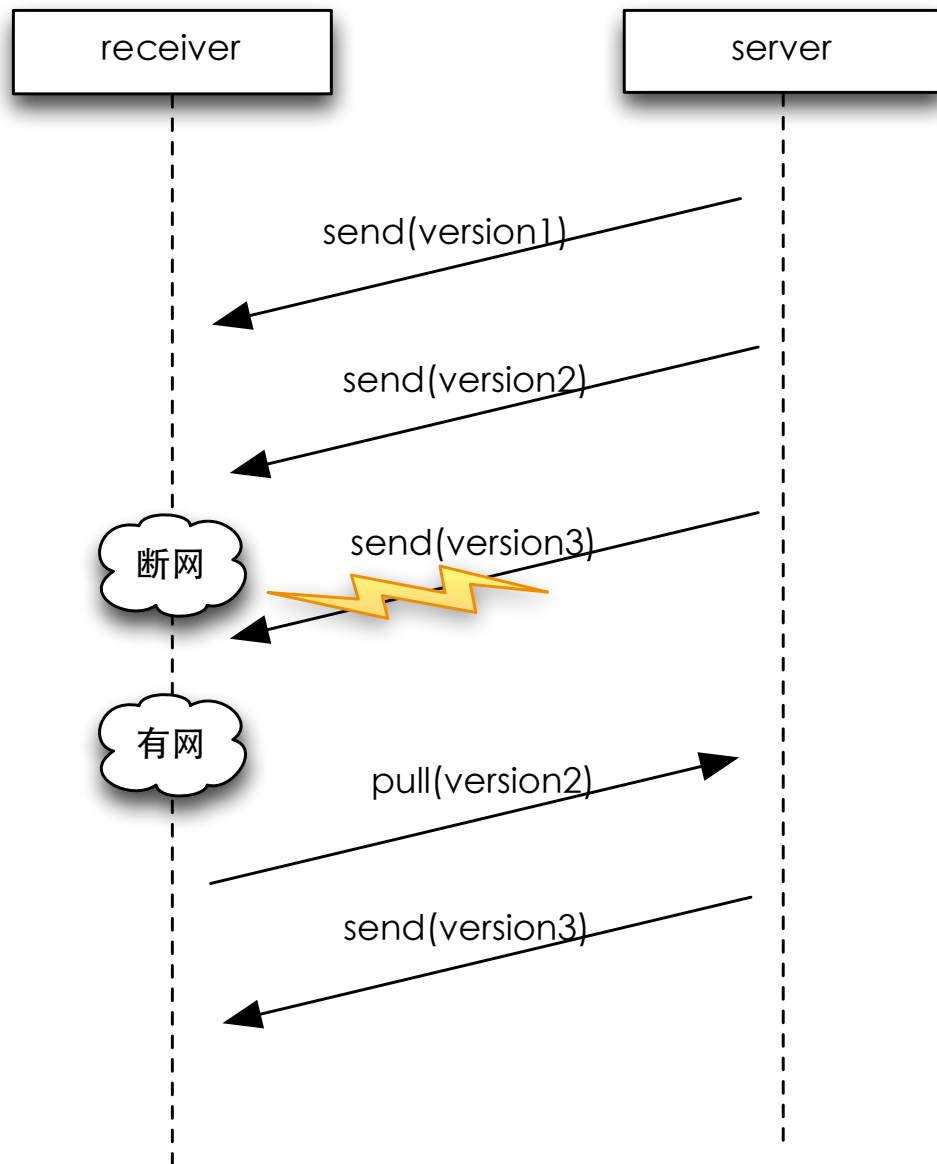 receiver
server
send(version1)
send(version2)
断网
send(version3)
有网
pull(version2)
send(version3)